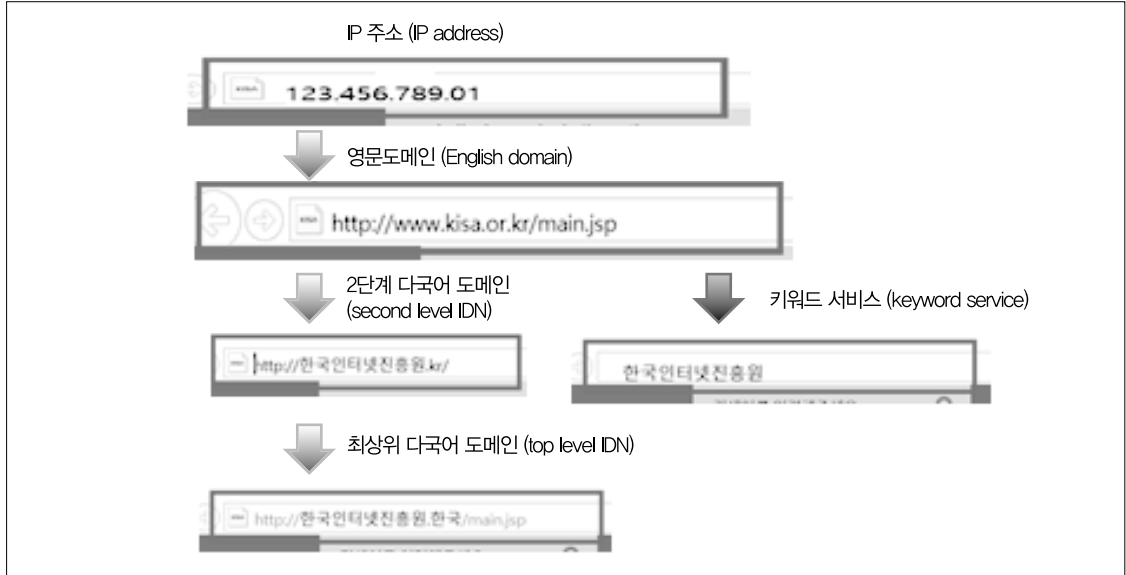 IP 주소 (IP address)
KISA
123.456.789.01
영문도메인 (English domain)
KISA
http://www.kisa.or.kr/main.jsp
2단계 다국어 도메인
(second level IDN)
키워드 서비스 (keyword service)
http://한국인터넷진흥원.kr/
한국인터넷진흥원
최상위 다국어 도메인 (top level IDN)
http://한국인터넷진흥원.한국/main.jsp